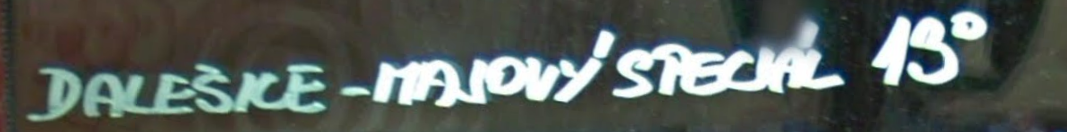 DALEŠICE - MAJOVÝ SPECIÁL 13°